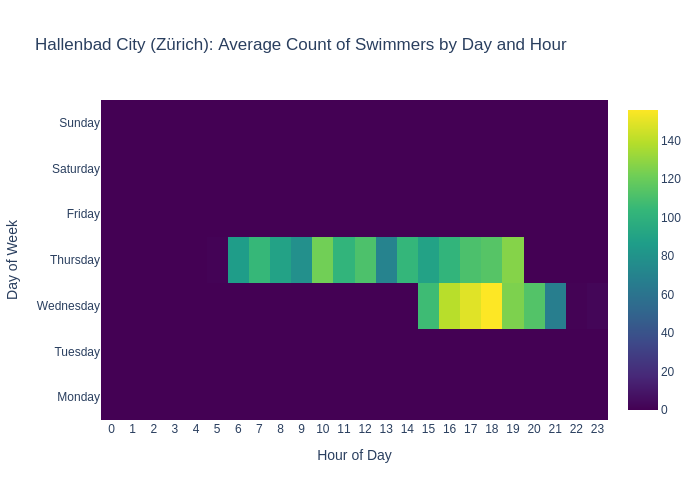 Hallenbad City (Zürich): Average Count of Swimmers by Day and Hour
Day of Week
Sunday
Saturday
Friday
Thursday
Wednesday
Tuesday
Monday
0 1 2 3 4 5 6 7 8 9 10 11 12 13 14 15 16 17 18 19 20 21 22 23
Hour of Day
140
120
100
80
60
40
20
0